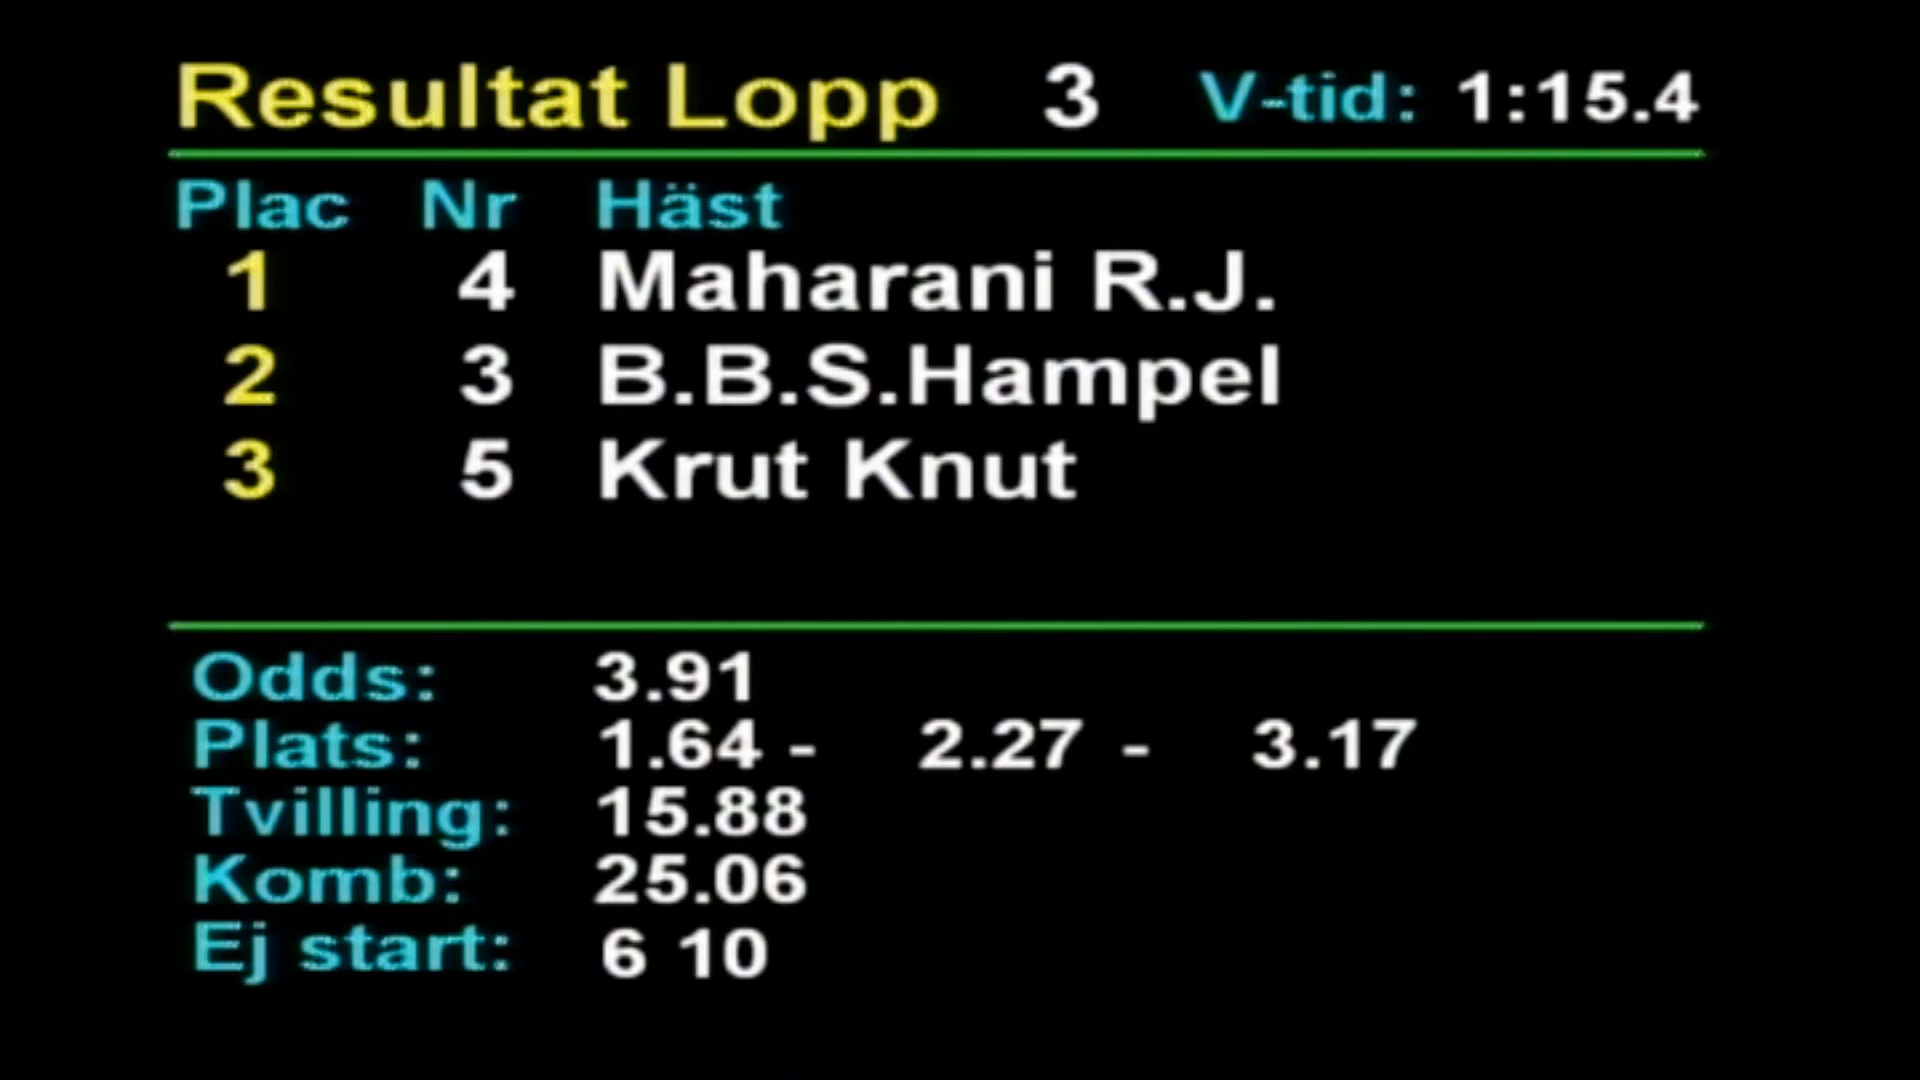 Resultat Lopp 3 V-tid: 1:15.4
Plac Nr Häst
1 4 Maharani R.J.
2 3 B.B.S.Hampel
3 5 Krut Knut
Odds: 3.91
Plats: 1.64 - 2.27 - 3.17
Tvilling: 15.88
Komb: 25.06
Ej start: 6 10